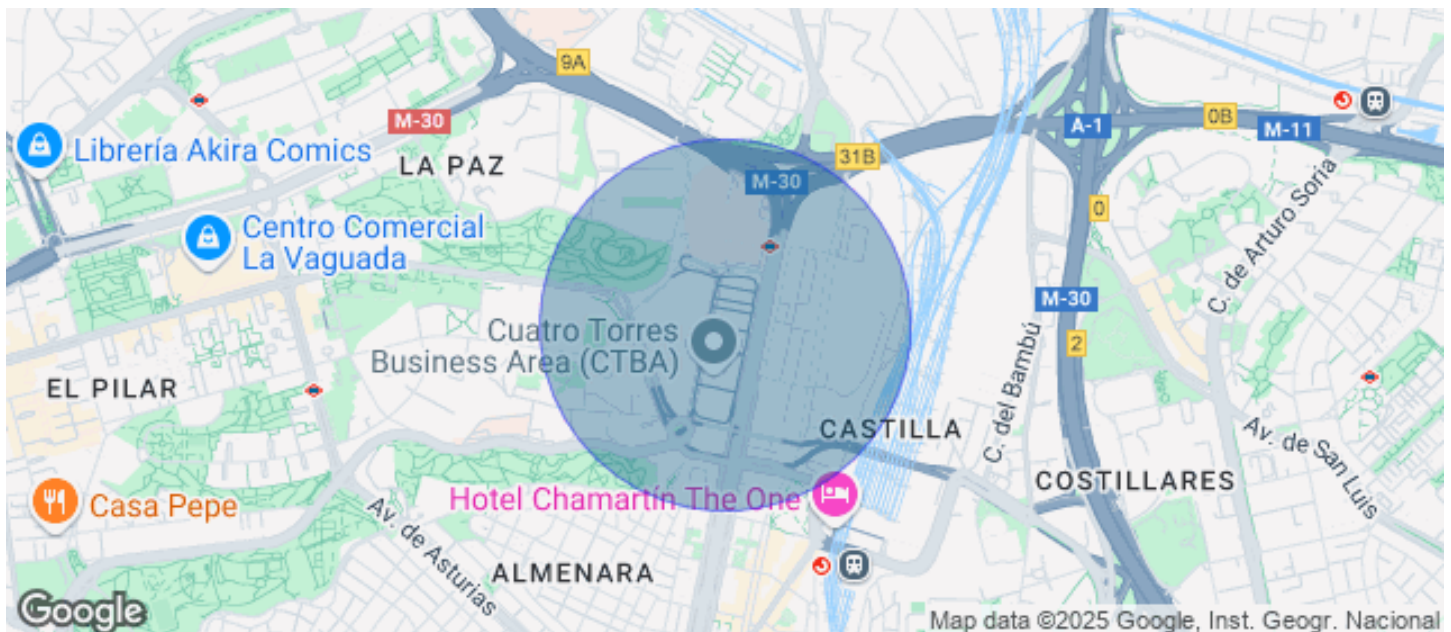 9A
M-30
A-1
0B
M-11
Librería Akira Comics
LA PAZ
31B
M-30
C. de Arturo Soria
0
Centro Comercial
La Vaguada
M-30
Cuatro Torres
Business Area (CTBA)
2
C. del Bambú
EL PILAR
CASTILLA
Av. de San Luis
COSTILLARES
Hotel Chamartín The One
Casa Pepe
Av. de Asturias
ALMENARA
Google
Map data ©2025 Google, Inst. Geogr. Nacional